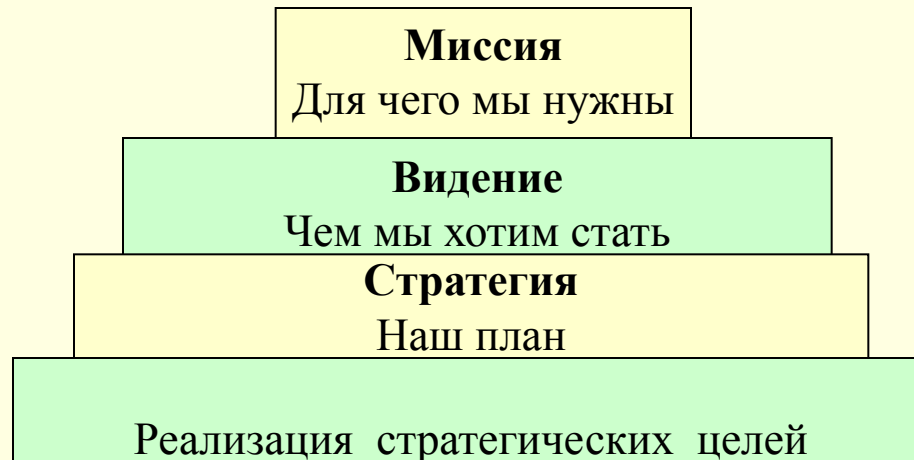 Миссия
Для чего мы нужны
Видение
Чем мы хотим стать
Стратегия
Наш план
Реализация стратегических целей